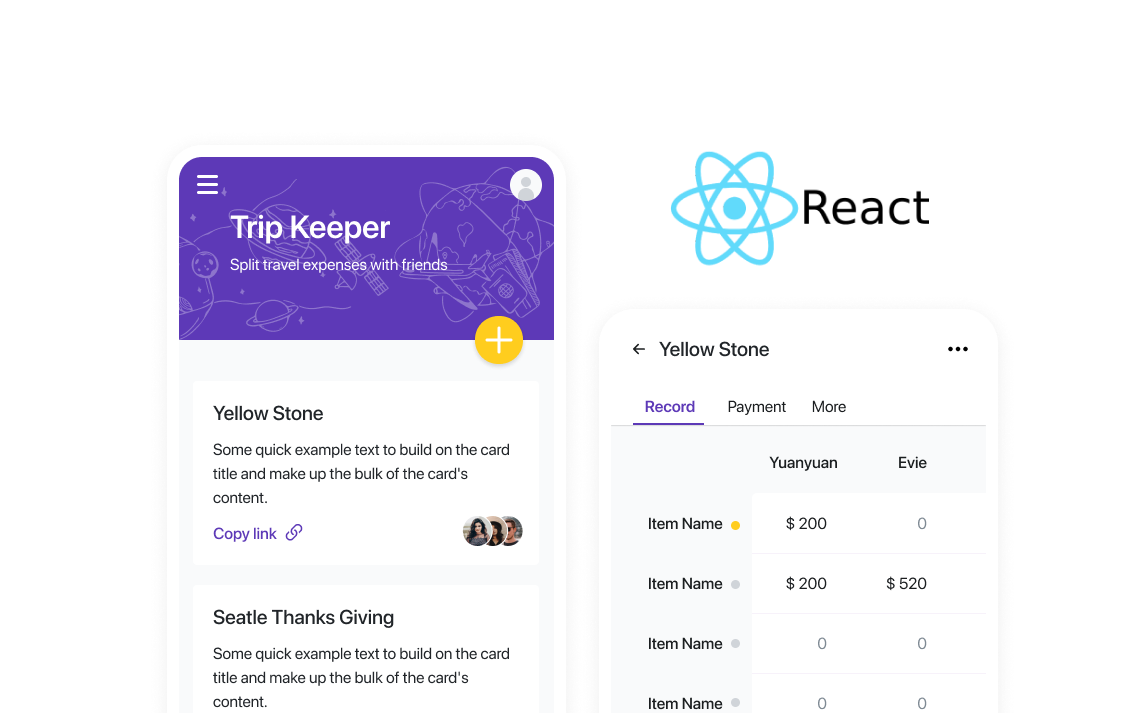 Trip Keeper
Split travel expenses with friends
Yellow Stone
Some quick example text to build on the card
title and make up the bulk of the card's
content.
Copy link
Seatle Thanks Giving
Some quick example text to build on the card
title and make up the bulk of the card's
content.
React
Yellow Stone
Record Payment More
Yuanyuan Evie
Item Name $ 200 0
Item Name $ 200 $ 520
Item Name 0 0
Item Name 0 0